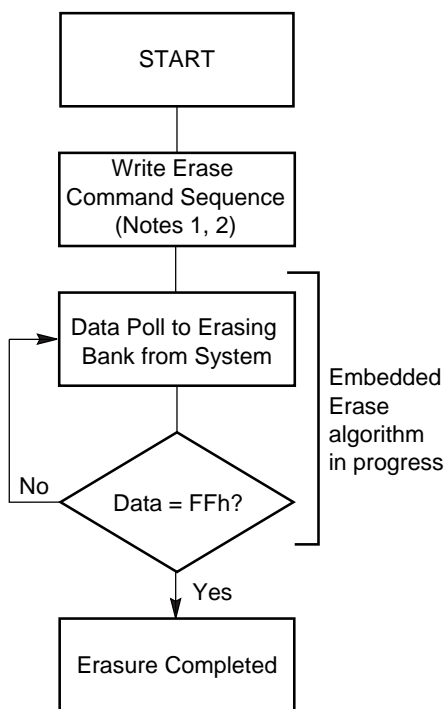 START
Write Erase
Command Sequence
(Notes 1, 2)
Data Poll to Erasing
Bank from System
Embedded
Erase
algorithm
in progress
No
Data = FFh?
Yes
Erasure Completed